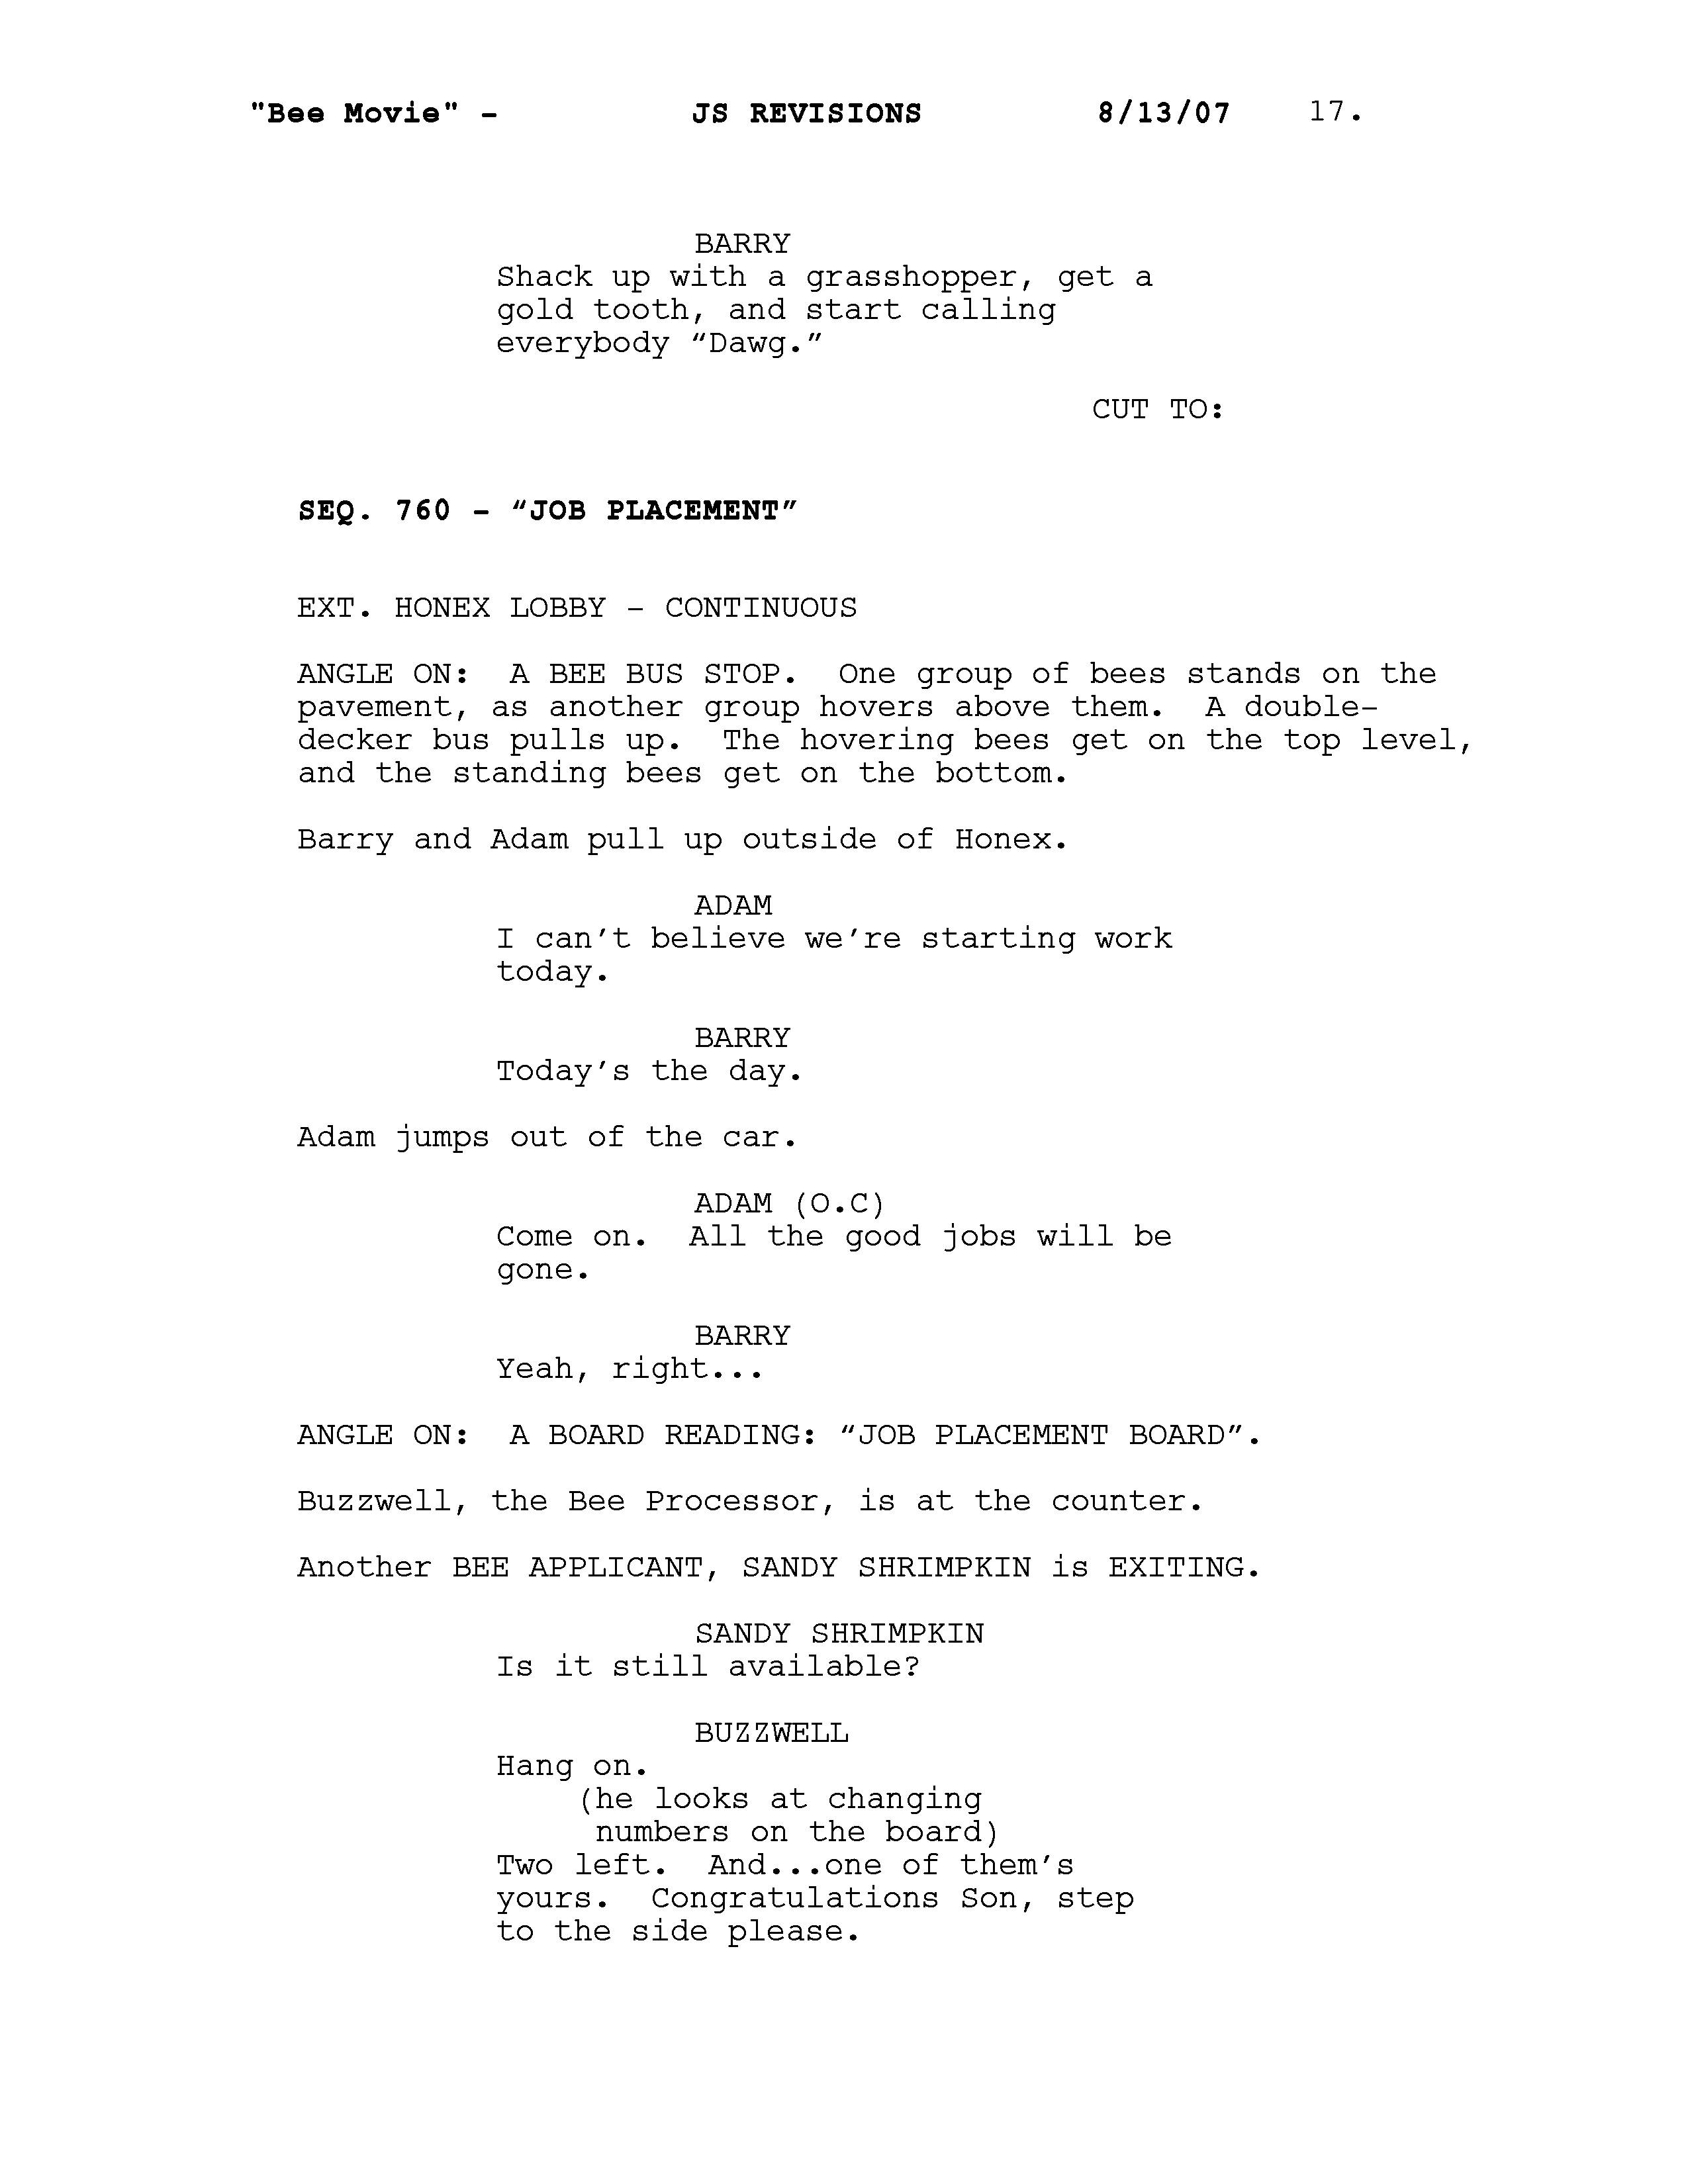 "Bee Movie" - JS REVISIONS 8/13/07 17.
BARRY
Shack up with a grasshopper, get a
gold tooth, and start calling
everybody “Dawg.”
CUT TO:
SEQ. 760 - “JOB PLACEMENT”
EXT. HONEX LOBBY - CONTINUOUS
ANGLE ON:  A BEE BUS STOP.  One group of bees stands on the
pavement, as another group hovers above them.  A double-
decker bus pulls up.  The hovering bees get on the top level,
and the standing bees get on the bottom.
Barry and Adam pull up outside of Honex.
ADAM
I can’t believe we’re starting work
today.
BARRY
Today’s the day.
Adam jumps out of the car.
ADAM (O.C)
Come on.  All the good jobs will be
gone.
BARRY
Yeah, right...
ANGLE ON:  A BOARD READING: “JOB PLACEMENT BOARD”.
Buzzwell, the Bee Processor, is at the counter.
Another BEE APPLICANT, SANDY SHRIMPKIN is EXITING.
SANDY SHRIMPKIN
Is it still available?
BUZZWELL
Hang on.
(he looks at changing
numbers on the board)
Two left.  And...one of them’s
yours.  Congratulations Son, step
to the side please.